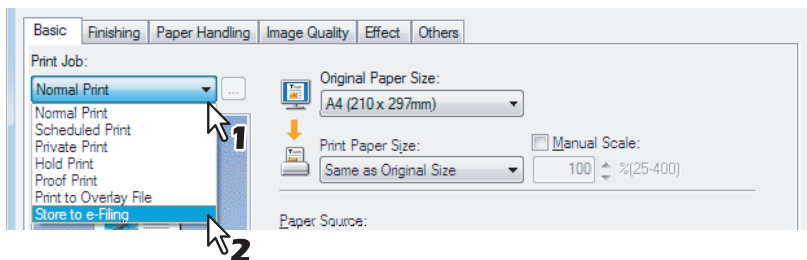 Basic Finishing Paper Handling Image Quality Effect Others
Print Job:
Normal Print ...
Normal Print
Scheduled Print
Private Print
Hold Print
Proof Print
Print to Overlay File
Store to e-Filing
1
2
Original Paper Size:
A4 (210 x 297mm)
Print Paper Size:
Same as Original Size
Manual Scale:
100 %(25-400)
Paper Source: